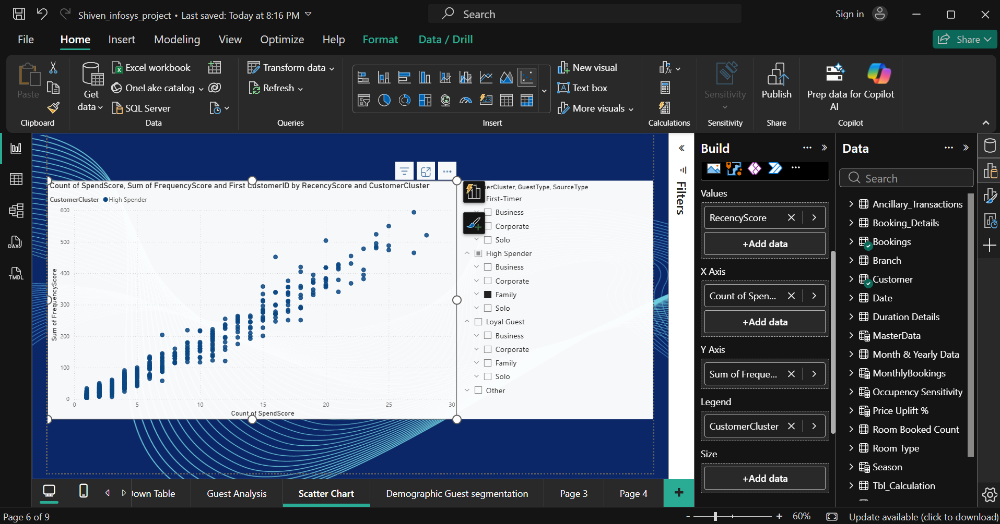 Shiven_infosys_project • Last saved: Today at 8:16 PM
Search
Sign in
File
Home
Insert
Modeling
View
Optimize
Help
Format
Data / Drill
Share
Paste
Clipboard
Get
data
Excel workbook
OneLake catalog
SQL Server
Data
Transform data
Refresh
Queries
New visual
Text box
More visuals
Insert
Calculations
Sensitivity
Sensitivity
Publish
Share
Prep data for
AI
Copilot
Copilot
DAX
TMDL
Count of SpendScore, Sum of FrequencyScore and First CustomerID by RecencyScore and CustomerCluster
CustomerCluster
High Spender
600
500
400
300
200
100
0
Sum of FrequencyScore
0
5
10
15
20
25
30
Count of SpendScore
erCluster, GuestType, SourceType
First-Timer
Business
Corporate
Solo
High Spender
Business
Corporate
Family
Solo
Loyal Guest
Business
Corporate
Family
Solo
Other
Filters
Build
Values
RecencyScore
+Add data
X Axis
Count of Spen...
+Add data
Y Axis
Sum of Freque...
Legend
CustomerCluster
Size
+Add data
Data
Search
Ancillary_Transactions
Booking_Details
Bookings
Branch
Customer
Date
Duration Details
MasterData
Month & Yearly Data
MonthlyBookings
Occupency Sensitivity
Price Uplift %
Room Booked Count
Room Type
Season
Tbl_Calculation
own Table
Guest Analysis
Scatter Chart
Demographic Guest segmentation
Page 3
Page 4
+
Page 6 of 9
-
+
60%
Update available (click to download)